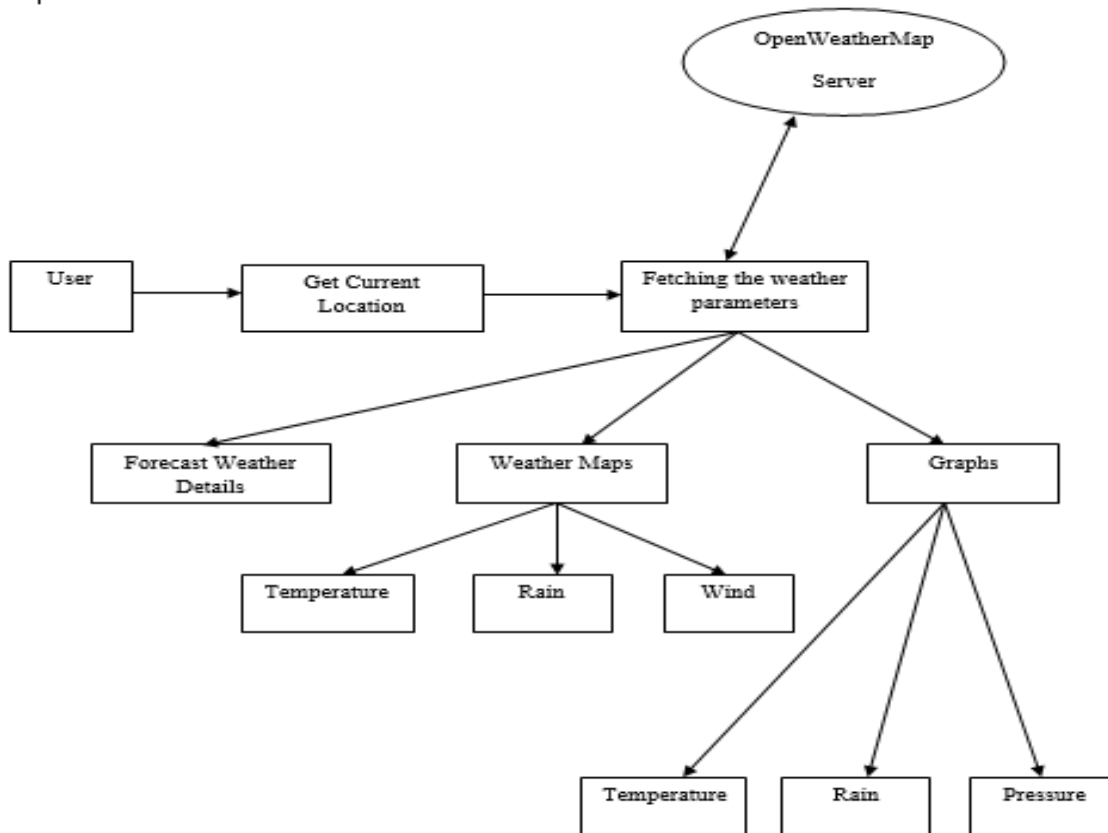 OpenWeatherMap
Server
User
Get Current
Location
Fetching the weather
parameters
Forecast Weather
Details
Weather Maps
Graphs
Temperature
Rain
Wind
Temperature
Rain
Pressure